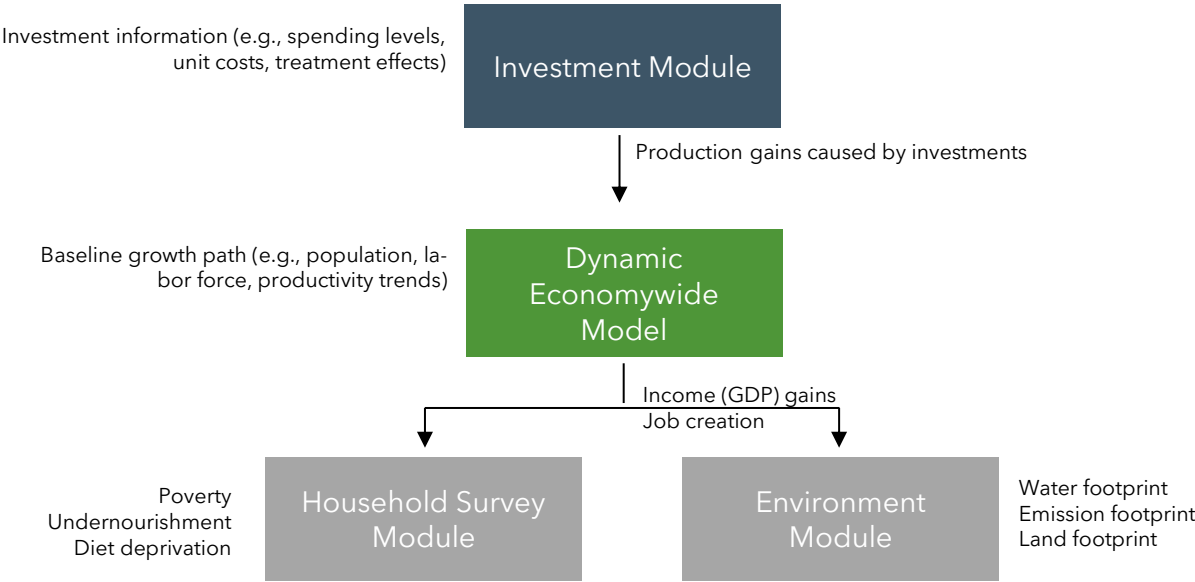 Investment information (e.g., spending levels,
unit costs, treatment effects)
Investment Module
Production gains caused by investments
Baseline growth path (e.g., population, la-
bor force, productivity trends)
Dynamic
Economywide
Model
Income (GDP) gains
Job creation
Poverty
Undernourishment
Diet deprivation
Household Survey
Module
Environment
Module
Water footprint
Emission footprint
Land footprint